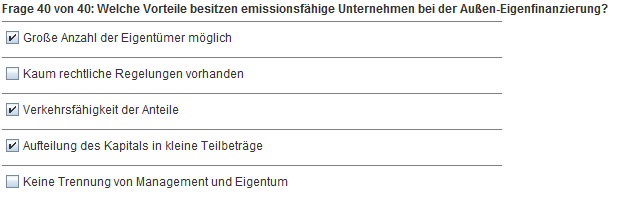 Frage 40 von 40: Welche Vorteile besitzen emissionsfähige Unternehmen bei der Außen-Eigenfinanzierung?
Große Anzahl der Eigentümer möglich
Kaum rechtliche Regelungen vorhanden
Verkehrsfähigkeit der Anteile
Aufteilung des Kapitals in kleine Teilbeträge
Keine Trennung von Management und Eigentum